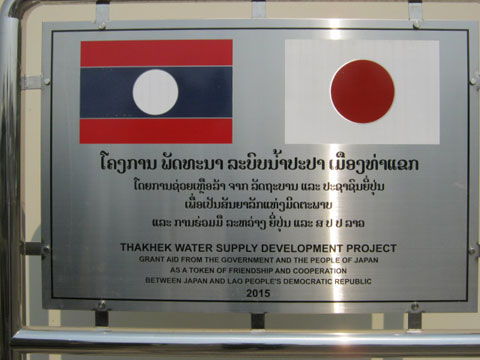 ໂຄງການ ພັດທະນາ ລະບົບນ້ຳປະປາ ເມືອງທ່າແຂກ
ໂດຍການຊ່ວຍເຫຼືອລ້າ ຈາກ ລັດຖະບານ ແລະ ປະຊາຊົນຍີ່ປຸ່ນ
ເພື່ອເປັນສັນຍາລັກແຫ່ງມິດຕະພາບ
ແລະ ການຮ່ວມມື ລະຫວ່າງ ຍີ່ປຸ່ນ ແລະ ສ ປ ປ ລາວ
THAKHEK WATER SUPPLY DEVELOPMENT PROJECT
GRANT AID FROM THE GOVERNMENT AND THE PEOPLE OF JAPAN
AS A TOKEN OF FRIENDSHIP AND COOPERATION
BETWEEN JAPAN AND LAO PEOPLE'S DEMOCRATIC REPUBLIC
2015